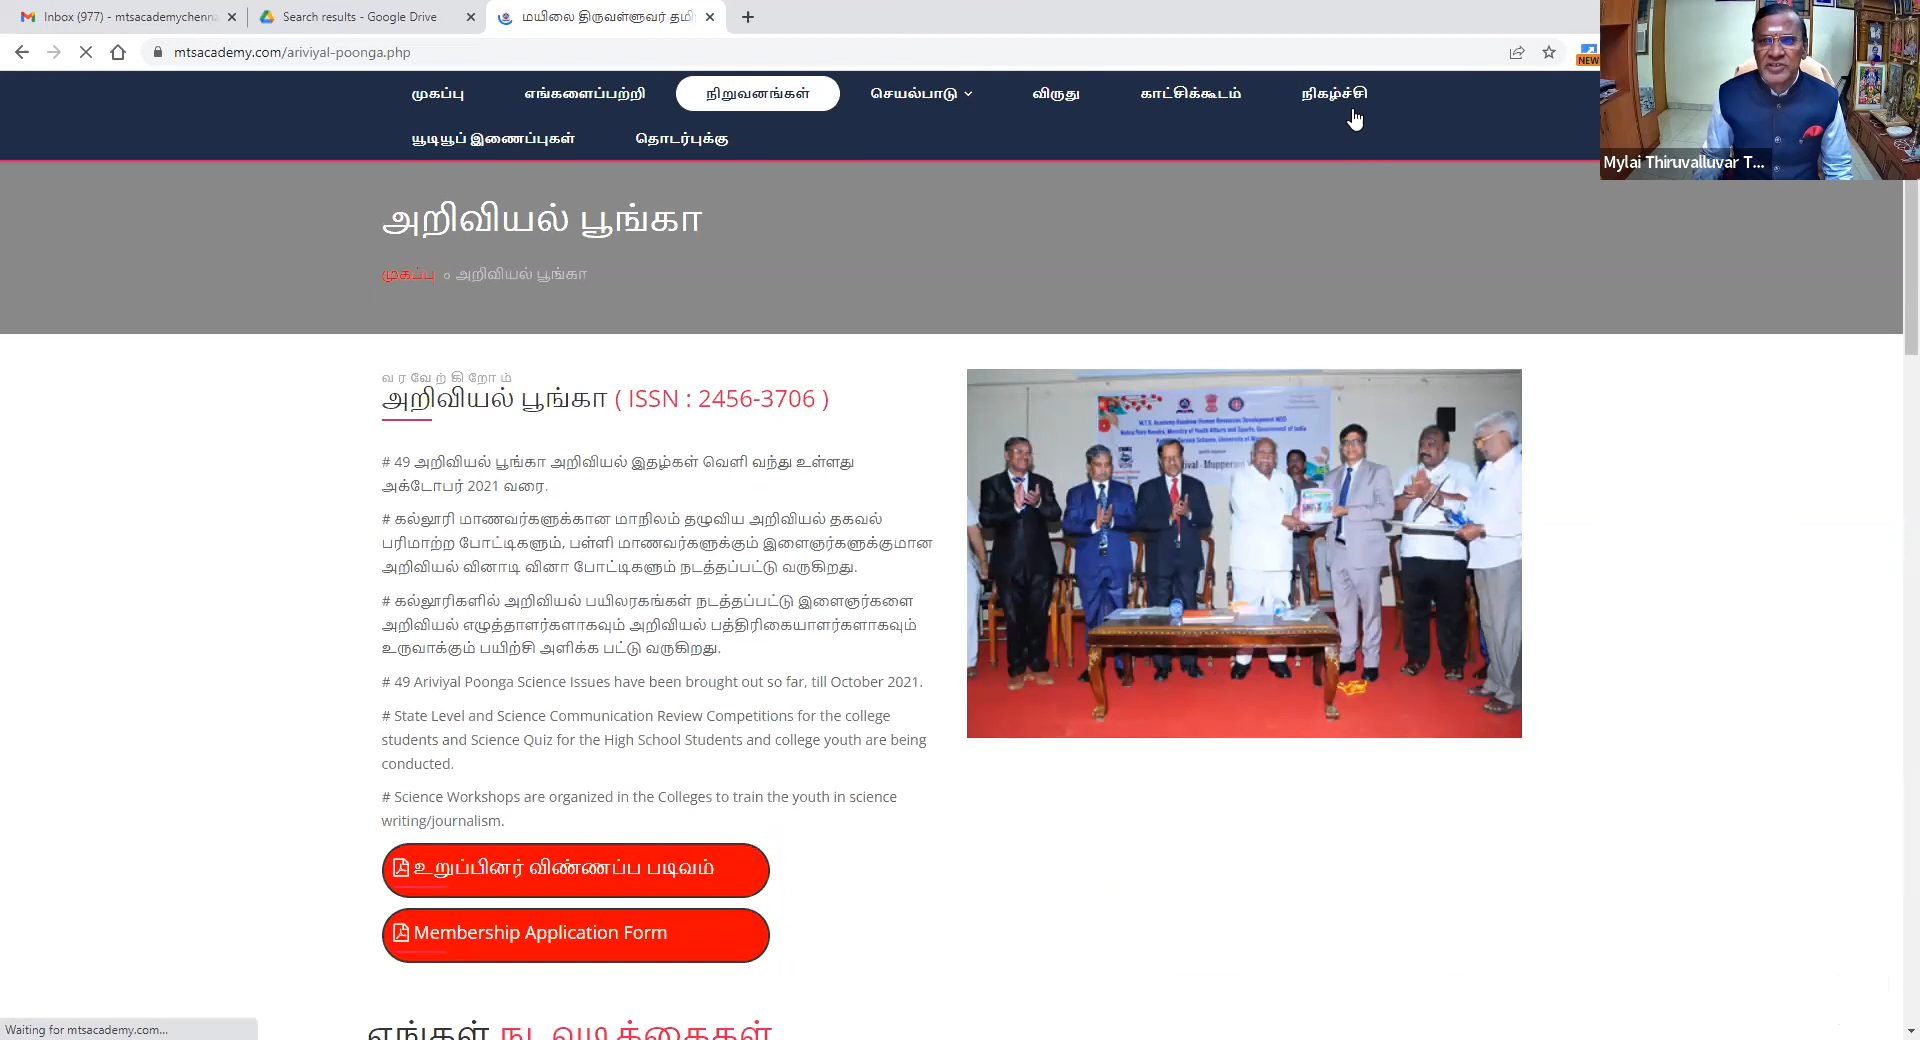 Inbox (977) - mtsacademychenn
Search results - Google Drive
மயிலை திருவள்ளுவர் தமி
mtsacademy.com/ariviyal-poonga.php
NEW
முகப்பு எங்களைப்பற்றி நிறுவனங்கள் செயல்பாடு விருது காட்சிக்கூடம் நிகழ்ச்சி
யூடியூப் இணைப்புகள் தொடர்புக்கு
Mylai Thiruvalluvar T...
அறிவியல் பூங்கா
முகப்பு அறிவியல் பூங்கா
வரவேற்கிறோம்
அறிவியல் பூங்கா ( ISSN : 2456-3706 )
# 49 அறிவியல் பூங்கா அறிவியல் இதழ்கள் வெளி வந்து உள்ளது
அக்டோபர் 2021 வரை.
# கல்லூரி மாணவர்களுக்கான மாநிலம் தழுவிய அறிவியல் தகவல்
பரிமாற்ற போட்டிகளும், பள்ளி மாணவர்களுக்கும் இளைஞர்களுக்குமான
அறிவியல் வினாடி வினா போட்டிகளும் நடத்தப்பட்டு வருகிறது.
# கல்லூரிகளில் அறிவியல் பயிலரகங்கள் நடத்தப்பட்டு இளைஞர்களை
அறிவியல் எழுத்தாளர்களாகவும் அறிவியல் பத்திரிகையாளர்களாகவும்
உருவாக்கும் பயிற்சி அளிக்க பட்டு வருகிறது.
# 49 Ariviyal Poonga Science Issues have been brought out so far, till October 2021.
# State Level and Science Communication Review Competitions for the college
students and Science Quiz for the High School Students and college youth are being
conducted.
# Science Workshops are organized in the Colleges to train the youth in science
writing/journalism.
உறுப்பினர் விண்ணப்ப படிவம்
Membership Application Form
எங்கள் நடவடிக்கைகள்
Waiting for mtsacademy.com...